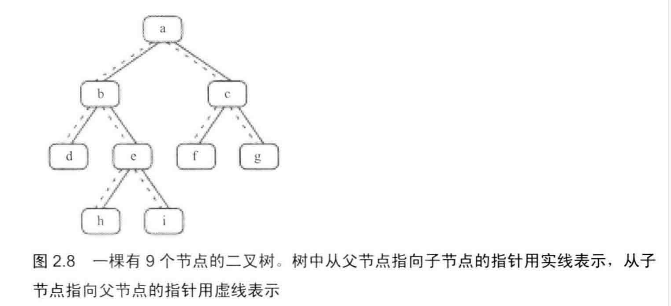 a
b c
d e f g
h i
图 2.8 一棵有 9 个节点的二叉树。树中从父节点指向子节点的指针用实线表示，从子
节点指向父节点的指针用虚线表示